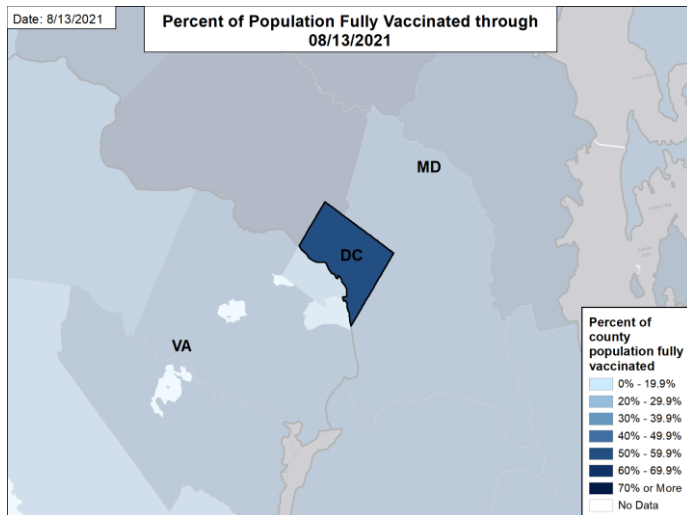 Date: 8/13/2021
Percent of Population Fully Vaccinated through
08/13/2021
MD
DC
VA
Percent of
county
population fully
vaccinated
0% - 19.9%
20% - 29.9%
30% - 39.9%
40% - 49.9%
50% - 59.9%
60% - 69.9%
70% or More
No Data